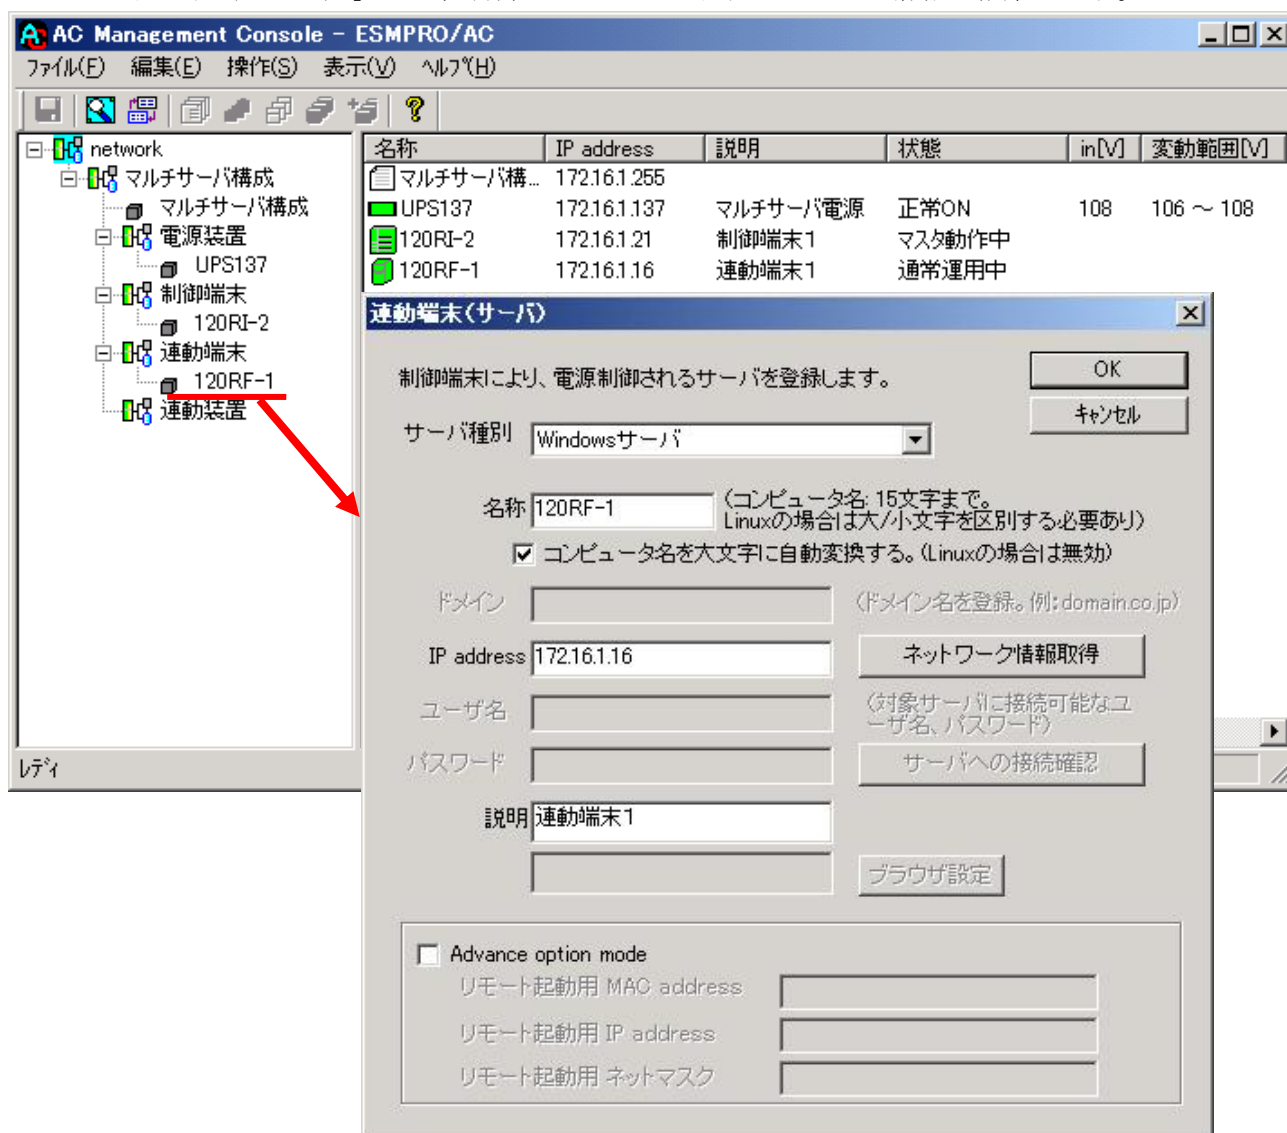 AC Management Console - ESMPRO/AC
ファイル(F) 編集(E) 操作(S) 表示(V) ヘルプ(H)
network
マルチサーバ構成
マルチサーバ構成
電源装置
UPS137
制御端末
120RI-2
連動端末
120RF-1
連動装置
名称 IP address 説明 状態 in[V] 変動範囲[V]
マルチサーバ構... 172.16.1.255
UPS137 172.16.1.137 マルチサーバ電源 正常ON 108 106 ～ 108
120RI-2 172.16.1.21 制御端末1 マスタ動作中
120RF-1 172.16.1.16 連動端末1 通常運用中
連動端末(サーバ)
制御端末により、電源制御されるサーバを登録します。
OK
キャンセル
サーバ種別 Windowsサーバ
名称 120RF-1 (コンピュータ名: 15文字まで。
Linuxの場合は大/小文字を区別する必要あり)
コンピュータ名を大文字に自動変換する。(Linuxの場合は無効)
ドメイン (ドメイン名を登録。例:domain.co.jp)
IP address 172.16.1.16 ネットワーク情報取得
ユーザ名 (対象サーバに接続可能なユ
ーザ名、パスワード)
パスワード サーバへの接続確認
説明 連動端末1
ブラウザ設定
Advance option mode
リモート起動用 MAC address
リモート起動用 IP address
リモート起動用 ネットマスク
レディ